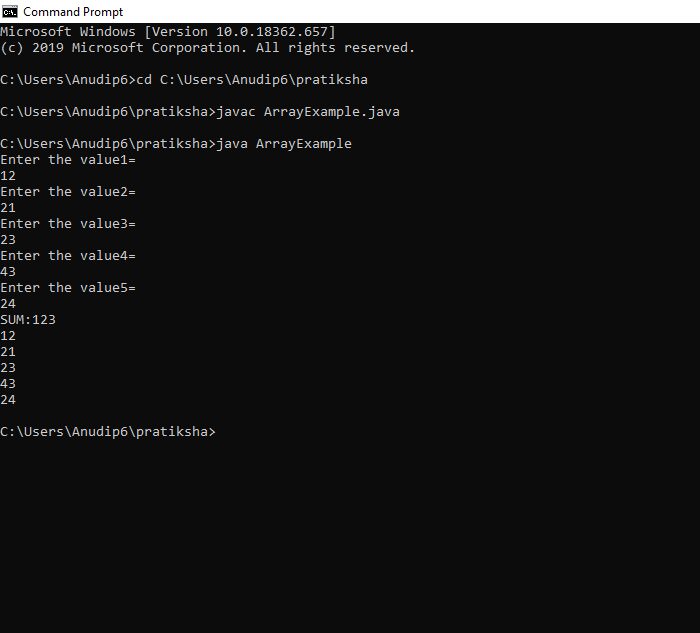 Command Prompt
Microsoft Windows [Version 10.0.18362.657]
(c) 2019 Microsoft Corporation. All rights reserved.
C:\Users\Anudip6>cd C:\Users\Anudip6\pratiksha
C:\Users\Anudip6\pratiksha>javac ArrayExample.java
C:\Users\Anudip6\pratiksha>java ArrayExample
Enter the value1=
12
Enter the value2=
21
Enter the value3=
23
Enter the value4=
43
Enter the value5=
24
SUM:123
12
21
23
43
24
C:\Users\Anudip6\pratiksha>